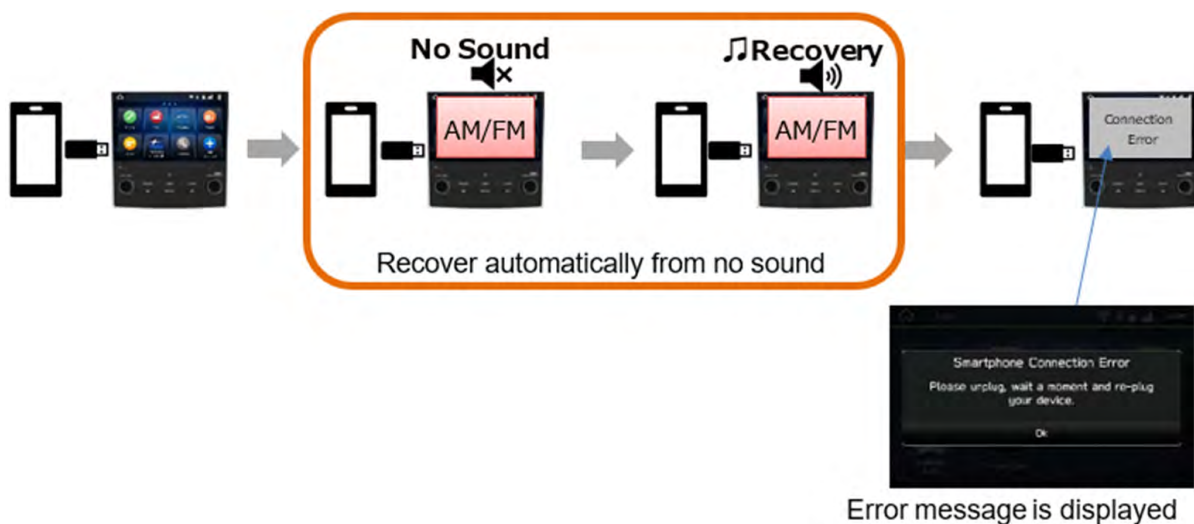 No Sound
♫Recovery
AM/FM
AM/FM
Connection
Error
Recover automatically from no sound
Smartphone Connection Error
Please unplug, wait a moment and re-plug
your device.
Ok
Error message is displayed